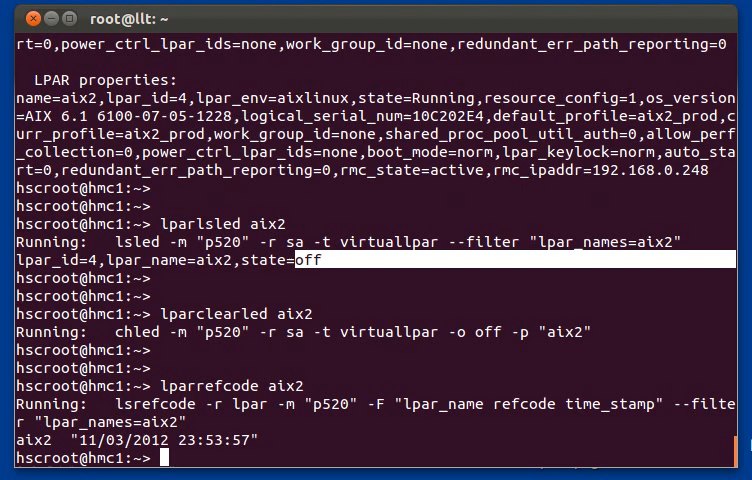 root@llt: ~
rt=0,power_ctrl_lpar_ids=none,work_group_id=none,redundant_err_path_reporting=0
LPAR properties:
name=aix2,lpar_id=4,lpar_env=aixlinux,state=Running,resource_config=1,os_version
=AIX 6.1 6100-07-05-1228,logical_serial_num=10C202E4,default_profile=aix2_prod,c
urr_profile=aix2_prod,work_group_id=none,shared_proc_pool_util_auth=0,allow_perf
_collection=0,power_ctrl_lpar_ids=none,boot_mode=norm,lpar_keylock=norm,auto_sta
rt=0,redundant_err_path_reporting=0,rmc_state=active,rmc_ipaddr=192.168.0.248
hscroot@hmc1:~>
hscroot@hmc1:~>
hscroot@hmc1:~> lparlsled aix2
Running:   lsled -m "p520" -r sa -t virtuallpar --filter "lpar_names=aix2"
lpar_id=4,lpar_name=aix2,state=off
hscroot@hmc1:~>
hscroot@hmc1:~>
hscroot@hmc1:~> lparclearled aix2
Running:   chled -m "p520" -r sa -t virtuallpar -o off -p "aix2"
hscroot@hmc1:~>
hscroot@hmc1:~>
hscroot@hmc1:~> lparrefcode aix2
Running:   lsrefcode -r lpar -m "p520" -F "lpar_name refcode time_stamp" --filte
r "lpar_names=aix2"
aix2  "11/03/2012 23:53:57"
hscroot@hmc1:~>